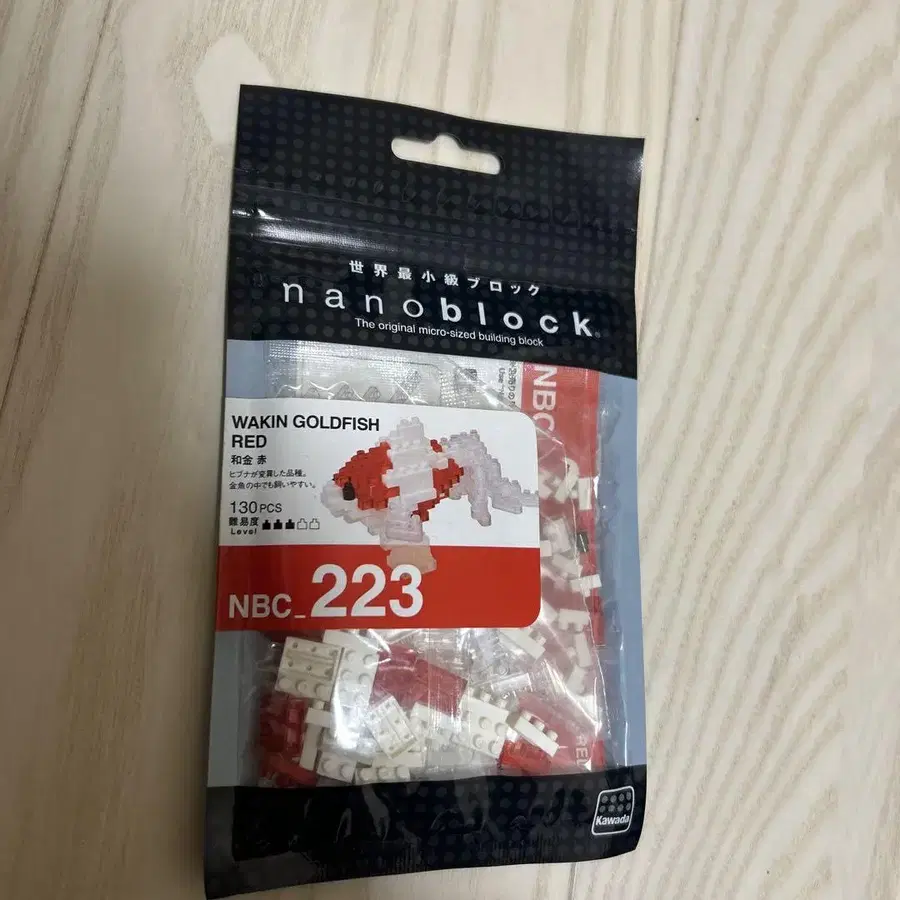 世界最小級ブロック
nanoblock
The original micro-sized building block
NBC
WAKIN GOLDFISH
RED
和金 赤
ヒブナが変異した品種。
金魚の中でも飼いやすい。
130PCS
難易度
Level
NBC_223
Kawada